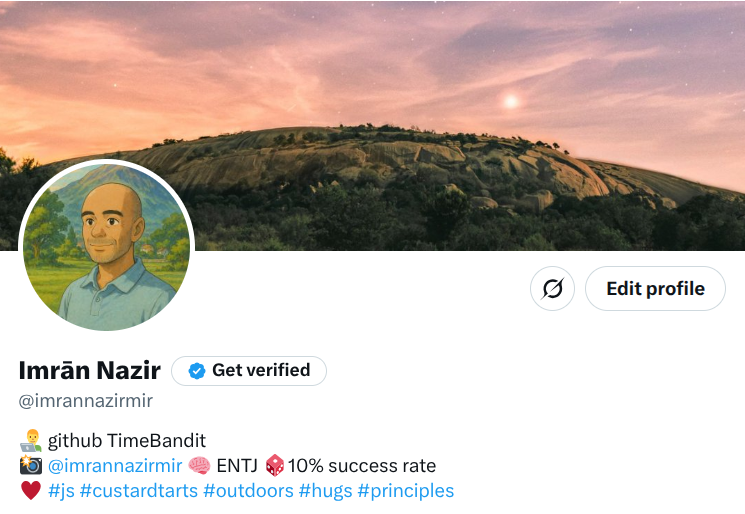 Edit profile
Imrān Nazir Get verified
@imrannazirmir
👨‍💻 github TimeBandit
📸 @imrannazirmir 🧠 ENTJ 🎲10% success rate
♥️ #js #custardtarts #outdoors #hugs #principles